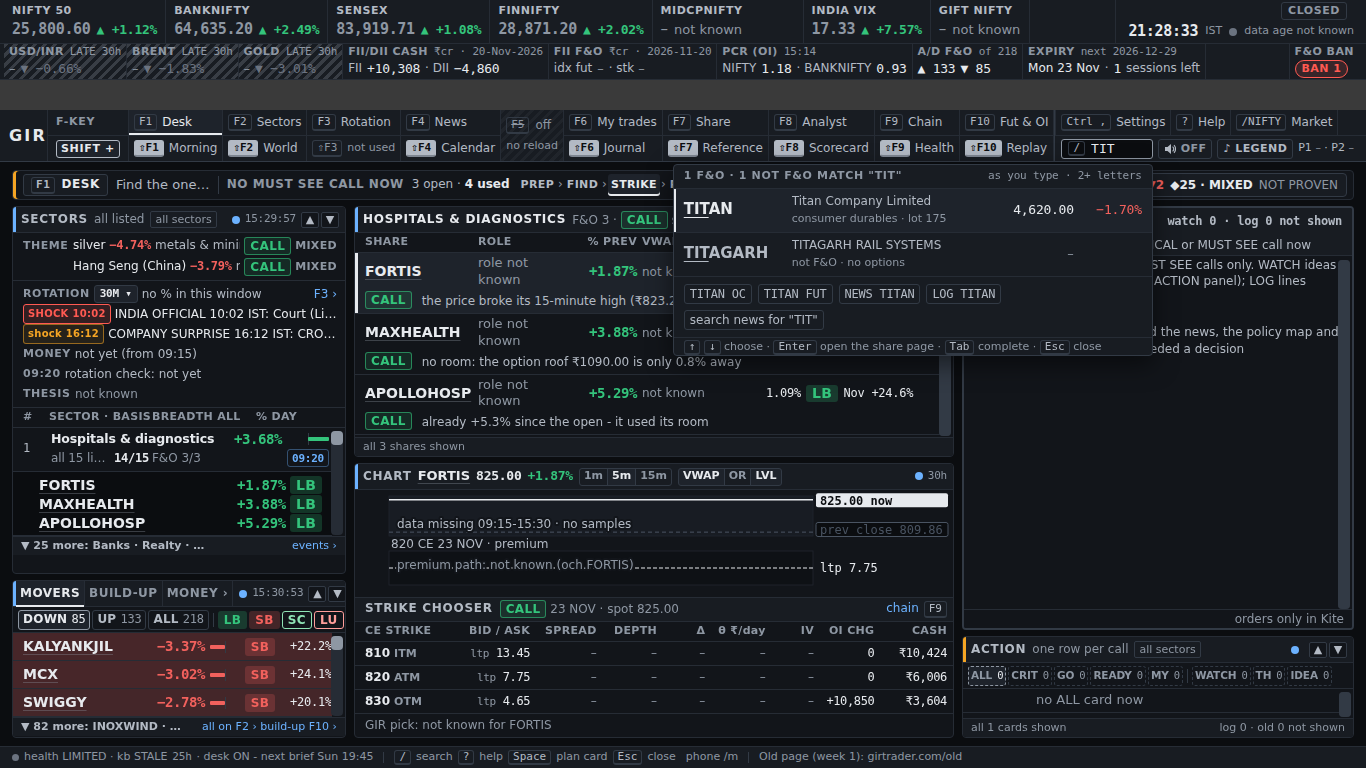 NIFTY 50 BANKNIFTY SENSEX FINNIFTY MIDCPNIFTY INDIA VIX GIFT NIFTY CLOSED
25,800.60 ▲ +1.12% 64,635.20 ▲ +2.19% 83,919.71 ▲ +1.08% 28,871.20 ▲ +2.02% – not known 17.33 ▲ +7.57% – not known 21:28:33 IST data age not known
USD/INR LATE 30h BRENT LATE 30h GOLD LATE 30h FII/DII CASH ₹cr · 20-Nov-2026 FII F&O ₹cr · 2026-11-20 PCR (OI) 15:14 A/D F&O of 218 EXPIRY next 2026-12-29 F&O BAN
– ▼ −0.66% – ▼ −1.83% – ▼ −3.01% FII +10,308 · DII −4,860 idx fut – · stk – NIFTY 1.18 · BANKNIFTY 0.93 ▲ 133 ▼ 85 Mon 23 Nov · 1 sessions left BAN 1
GIR F-KEY F1 Desk F2 Sectors F3 Rotation F4 News F5 off F6 My trades F7 Share F8 Analyst F9 Chain F10 Fut & OI Ctrl , Settings ? Help /NIFTY Market
SHIFT + ⇧F1 Morning ⇧F2 World ⇧F3 not used ⇧F4 Calendar no reload ⇧F6 Journal ⇧F7 Reference ⇧F8 Scorecard ⇧F9 Health ⇧F10 Replay / TIT OFF ♪ LEGEND P1 – · P2 –
F1 DESK Find the one… NO MUST SEE CALL NOW 3 open · 4 used PREP › FIND › STRIKE ›
◆25 · MIXED NOT PROVEN
1 F&O · 1 NOT F&O MATCH "TIT" as you type · 2+ letters
TITAN Titan Company Limited 4,620.00 −1.70%
consumer durables · lot 175
TITAGARH TITAGARH RAIL SYSTEMS –
not F&O · no options
TITAN OC TITAN FUT NEWS TITAN LOG TITAN
search news for "TIT"
↑ ↓ choose · Enter open the share page · Tab complete · Esc close
SECTORS all listed all sectors 15:29:57 ▲ ▼
THEME silver −4.74% metals & mini CALL MIXED
Hang Seng (China) −3.79% CALL MIXED
ROTATION 30M ▾ no % in this window F3 ›
SHOCK 10:02 INDIA OFFICIAL 10:02 IST: Court (Li…
shock 16:12 COMPANY SURPRISE 16:12 IST: CRO…
MONEY not yet (from 09:15)
09:20 rotation check: not yet
THESIS not known
# SECTOR · BASIS BREADTH ALL % DAY
1 Hospitals & diagnostics +3.68%
all 15 li… 14/15 F&O 3/3 09:20
FORTIS +1.87% LB
MAXHEALTH +3.88% LB
APOLLOHOSP +5.29% LB
▼ 25 more: Banks · Realty · … events ›
MOVERS BUILD-UP MONEY › 15:30:53 ▲ ▼
DOWN 85 UP 133 ALL 218 LB SB SC LU
KALYANKJIL −3.37% SB +22.2%
MCX −3.02% SB +24.1%
SWIGGY −2.78% SB +20.1%
▼ 82 more: INOXWIND · … all on F2 › build-up F10 ›
HOSPITALS & DIAGNOSTICS F&O 3 · CALL
SHARE ROLE % PREV
FORTIS role not known +1.87%
CALL the price broke its 15-minute high
MAXHEALTH role not known +3.88%
CALL no room: the option roof ₹1090.00 is only 0.8% away
APOLLOHOSP role not known +5.29% not known 1.09% LB Nov +24.6%
CALL already +5.3% since the open - it used its room
all 3 shares shown
CHART FORTIS 825.00 +1.87% 1m 5m 15m VWAP OR LVL 30h
825.00 now
data missing 09:15-15:30 · no samples
prev close 809.86
820 CE 23 NOV · premium
premium path: not known (och.FORTIS) ltp 7.75
STRIKE CHOOSER CALL 23 NOV · spot 825.00 chain F9
CE STRIKE BID / ASK SPREAD DEPTH Δ θ ₹/day IV OI CHG CASH
810 ITM ltp 13.45 – – – – – 0 ₹10,424
820 ATM ltp 7.75 – – – – – 0 ₹6,006
830 OTM ltp 4.65 – – – – – +10,850 ₹3,604
GIR pick: not known for FORTIS
watch 0 · log 0 not shown
or MUST SEE call now
SEE calls only. WATCH ideas
ACTION panel); LOG lines
the news, the policy map and
a decision
orders only in Kite
ACTION one row per call all sectors ▲ ▼
ALL 0 CRIT 0 GO 0 READY 0 MY 0 WATCH 0 TH 0 IDEA 0
no ALL card now
all 1 cards shown log 0 · old 0 not shown
health LIMITED · kb STALE 25h · desk ON - next brief Sun 19:45 / search ? help Space plan card Esc close phone /m Old page (week 1): girtrader.com/old